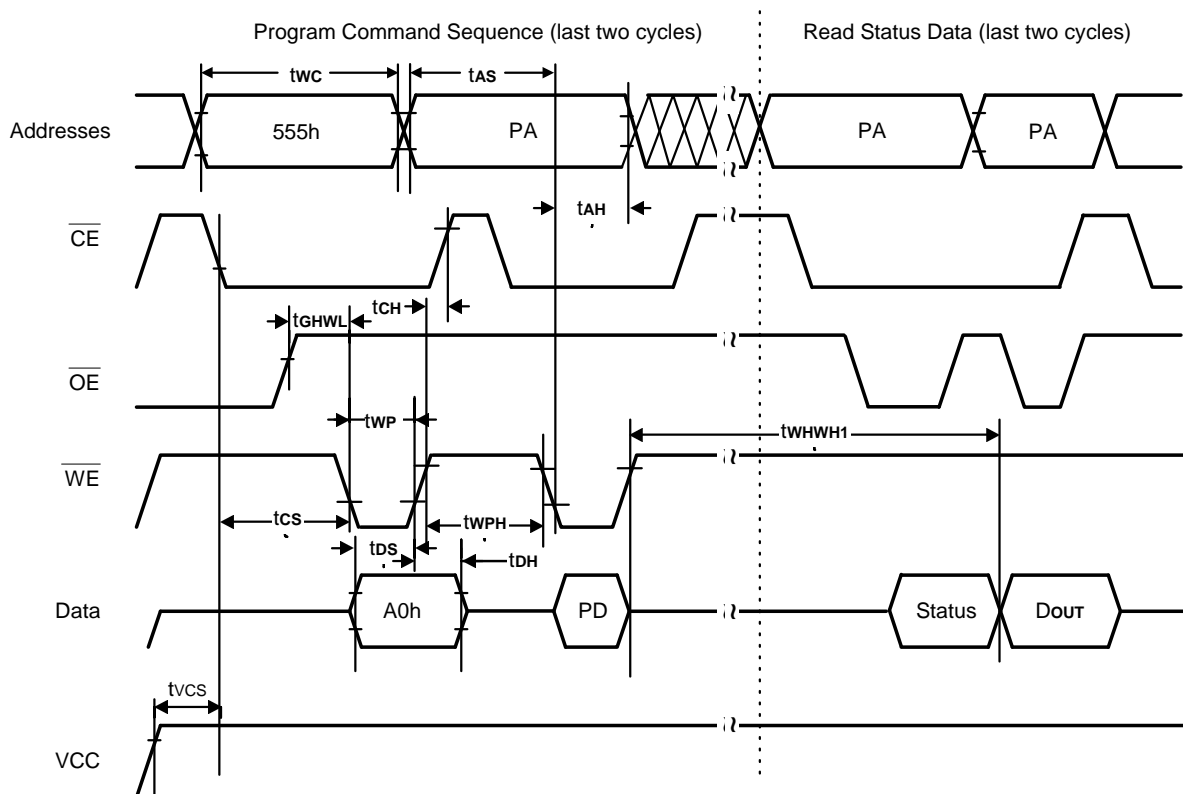 Program Command Sequence (last two cycles)
Read Status Data (last two cycles)
tWC
tAS
Addresses
555h
PA
PA
PA
tAH
CE
tCH
tGHWL
OE
tWP
tWHWH1
WE
tCS
tWPH
tDS
tDH
Data
A0h
PD
Status
DOUT
tVCS
VCC